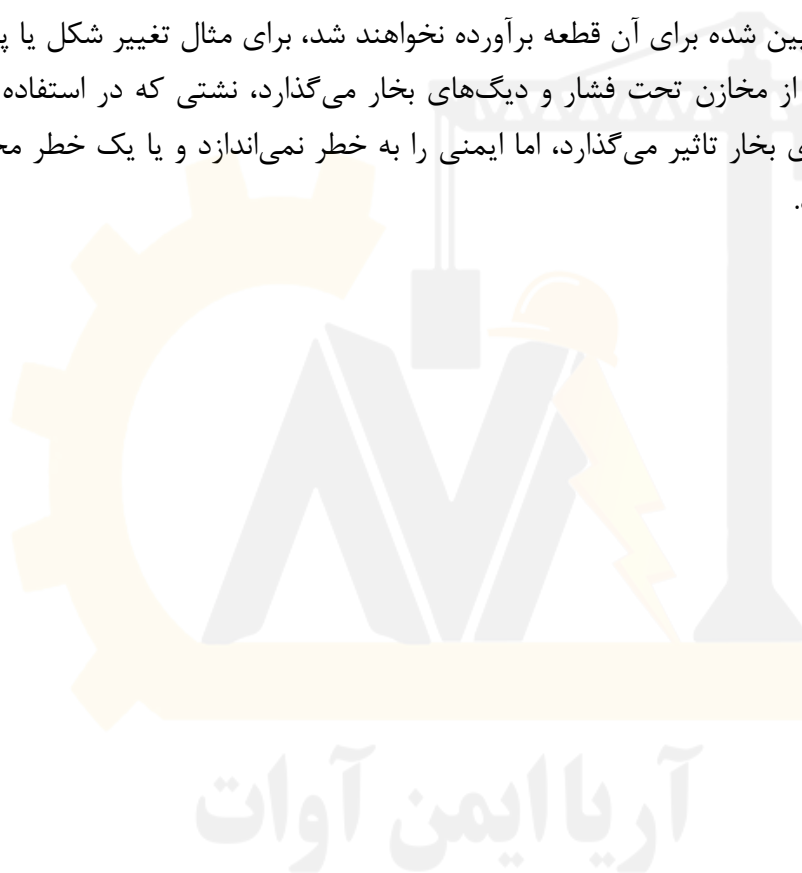 یین شده برای آن قطعه برآورده نخواهند شد، برای مثال تغییر شکل یا
از مخازن تحت فشار و دیگ‌های بخار می‌گذارد، نشتی که در استفاده
ی بخار تاثیر می‌گذارد، اما ایمنی را به خطر نمی‌اندازد و یا یک خطر
آریا ایمن آوات